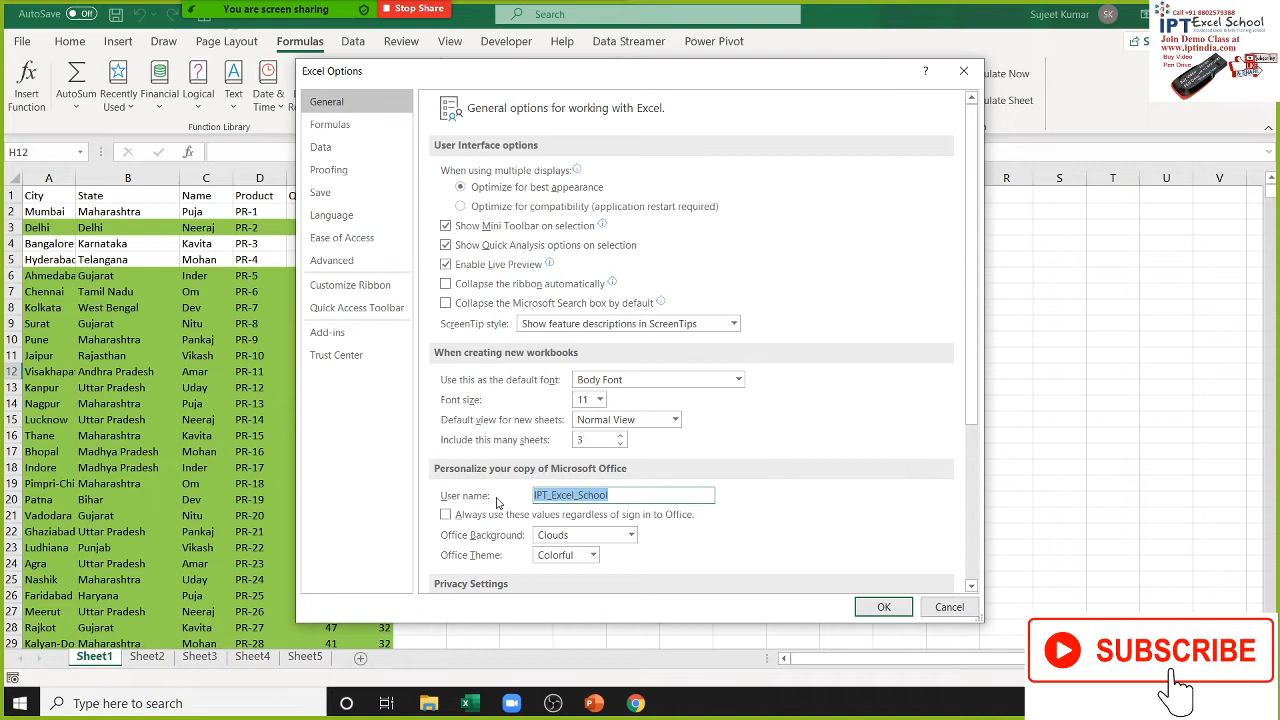 AutoSave Off
You are screen sharing
Stop Share
Search
Sujeet Kumar
SK
File
Home
Insert
Draw
Page Layout
Formulas
Data
Review
View
Developer
Help
Data Streamer
Power Pivot
Call +91 8802579388
IPT
Excel School
Join Demo Class at
www.iptindia.com
Buy Video
Pen Drive
Insert
Function
AutoSum
Recently
Used
Financial
Logical
Text
Date &
Time
Function Library
ulate Now
ulate Sheet
H12
fx
Excel Options
?
General
Formulas
Data
Proofing
Save
Language
Ease of Access
Advanced
Customize Ribbon
Quick Access Toolbar
Add-ins
Trust Center
General options for working with Excel.
User Interface options
When using multiple displays:
Optimize for best appearance
Optimize for compatibility (application restart required)
Show Mini Toolbar on selection
Show Quick Analysis options on selection
Enable Live Preview
Collapse the ribbon automatically
Collapse the Microsoft Search box by default
ScreenTip style: Show feature descriptions in ScreenTips
When creating new workbooks
Use this as the default font: Body Font
Font size: 11
Default view for new sheets: Normal View
Include this many sheets: 3
Personalize your copy of Microsoft Office
User name: IPT_Excel_School
Always use these values regardless of sign in to Office.
Office Background: Clouds
Office Theme: Colorful
Privacy Settings
OK
Cancel
A B C D R S T U V
1 City State Name Product Q
2 Mumbai Maharashtra Puja PR-1
3 Delhi Delhi Neeraj PR-2
4 Bangalore Karnataka Kavita PR-3
5 Hyderabad Telangana Mohan PR-4
6 Ahmedaba Gujarat Inder PR-5
7 Chennai Tamil Nadu Om PR-6
8 Kolkata West Bengal Dev PR-7
9 Surat Gujarat Nitu PR-8
10 Pune Maharashtra Pankaj PR-9
11 Jaipur Rajasthan Vikash PR-10
12 Visakhapa Andhra Pradesh Amar PR-11
13 Kanpur Uttar Pradesh Uday PR-12
14 Nagpur Maharashtra Om PR-13
15 Lucknow Uttar Pradesh Neeraj PR-14
16 Thane Maharashtra Kavita PR-15
17 Bhopal Madhya Pradesh Mohan PR-16
18 Indore Madhya Pradesh Inder PR-17
19 Pimpri-Chi Maharashtra Om PR-18
20 Patna Bihar Dev PR-19
21 Vadodara Gujarat Nitu PR-20
22 Ghaziabad Uttar Pradesh Pankaj PR-21
23 Ludhiana Punjab Vikash PR-22
24 Agra Uttar Pradesh Amar PR-23
25 Nashik Maharashtra Uday PR-24
26 Faridabad Haryana Puja PR-25
27 Meerut Uttar Pradesh Om PR-26
28 Rajkot Gujarat Neeraj PR-27 47 32
29 Kalyan-Do Maharashtra Mohan PR-28 41 33
Sheet1
Sheet2
Sheet3
Sheet4
Sheet5
SUBSCRIBE
Type here to search